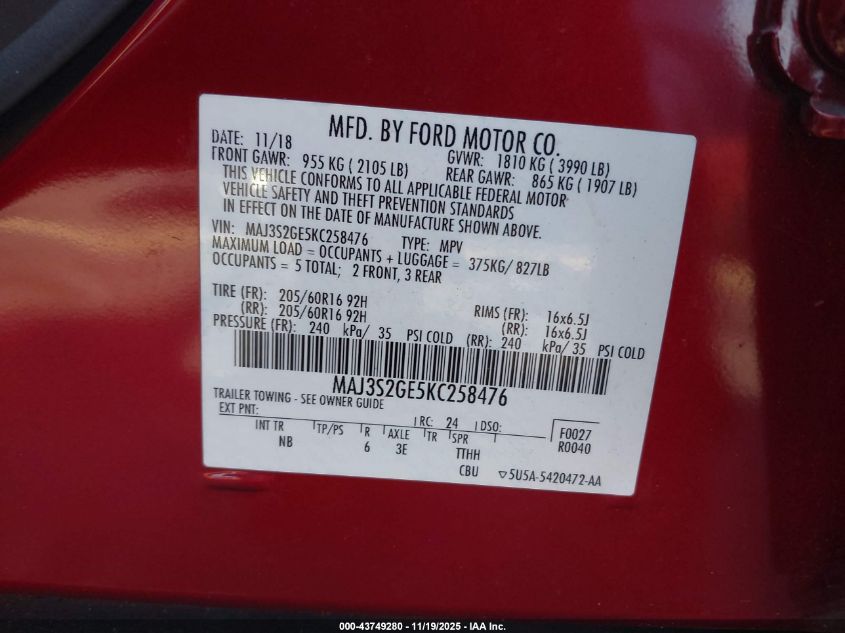 MFD. BY FORD MOTOR CO.
DATE: 11/18 GVWR: 1810 KG ( 3990 LB)
FRONT GAWR: 955 KG ( 2105 LB) REAR GAWR: 865 KG ( 1907 LB)
THIS VEHICLE CONFORMS TO ALL APPLICABLE FEDERAL MOTOR
VEHICLE SAFETY AND THEFT PREVENTION STANDARDS
IN EFFECT ON THE DATE OF MANUFACTURE SHOWN ABOVE.
VIN: MAJ3S2GE5KC258476 TYPE: MPV
MAXIMUM LOAD = OCCUPANTS + LUGGAGE = 375KG/ 827LB
OCCUPANTS = 5 TOTAL; 2 FRONT, 3 REAR
TIRE (FR): 205/60R16 92H RIMS (FR): 16x6.5J
(RR): 205/60R16 92H (RR): 16x6.5J
PRESSURE (FR): 240 kPa/ 35 PSI COLD (RR): 240 kPa/ 35 PSI COLD
MAJ3S2GE5KC258476
TRAILER TOWING - SEE OWNER GUIDE
EXT PNT: RC: 24 DSO: F0027
R0040
INT TR TP/PS R AXLE TR SPR
NB 6 3E TTHH
CBU ▽5U5A-5420472-AA
000-43749280 - 11/19/2025 - IAA Inc.